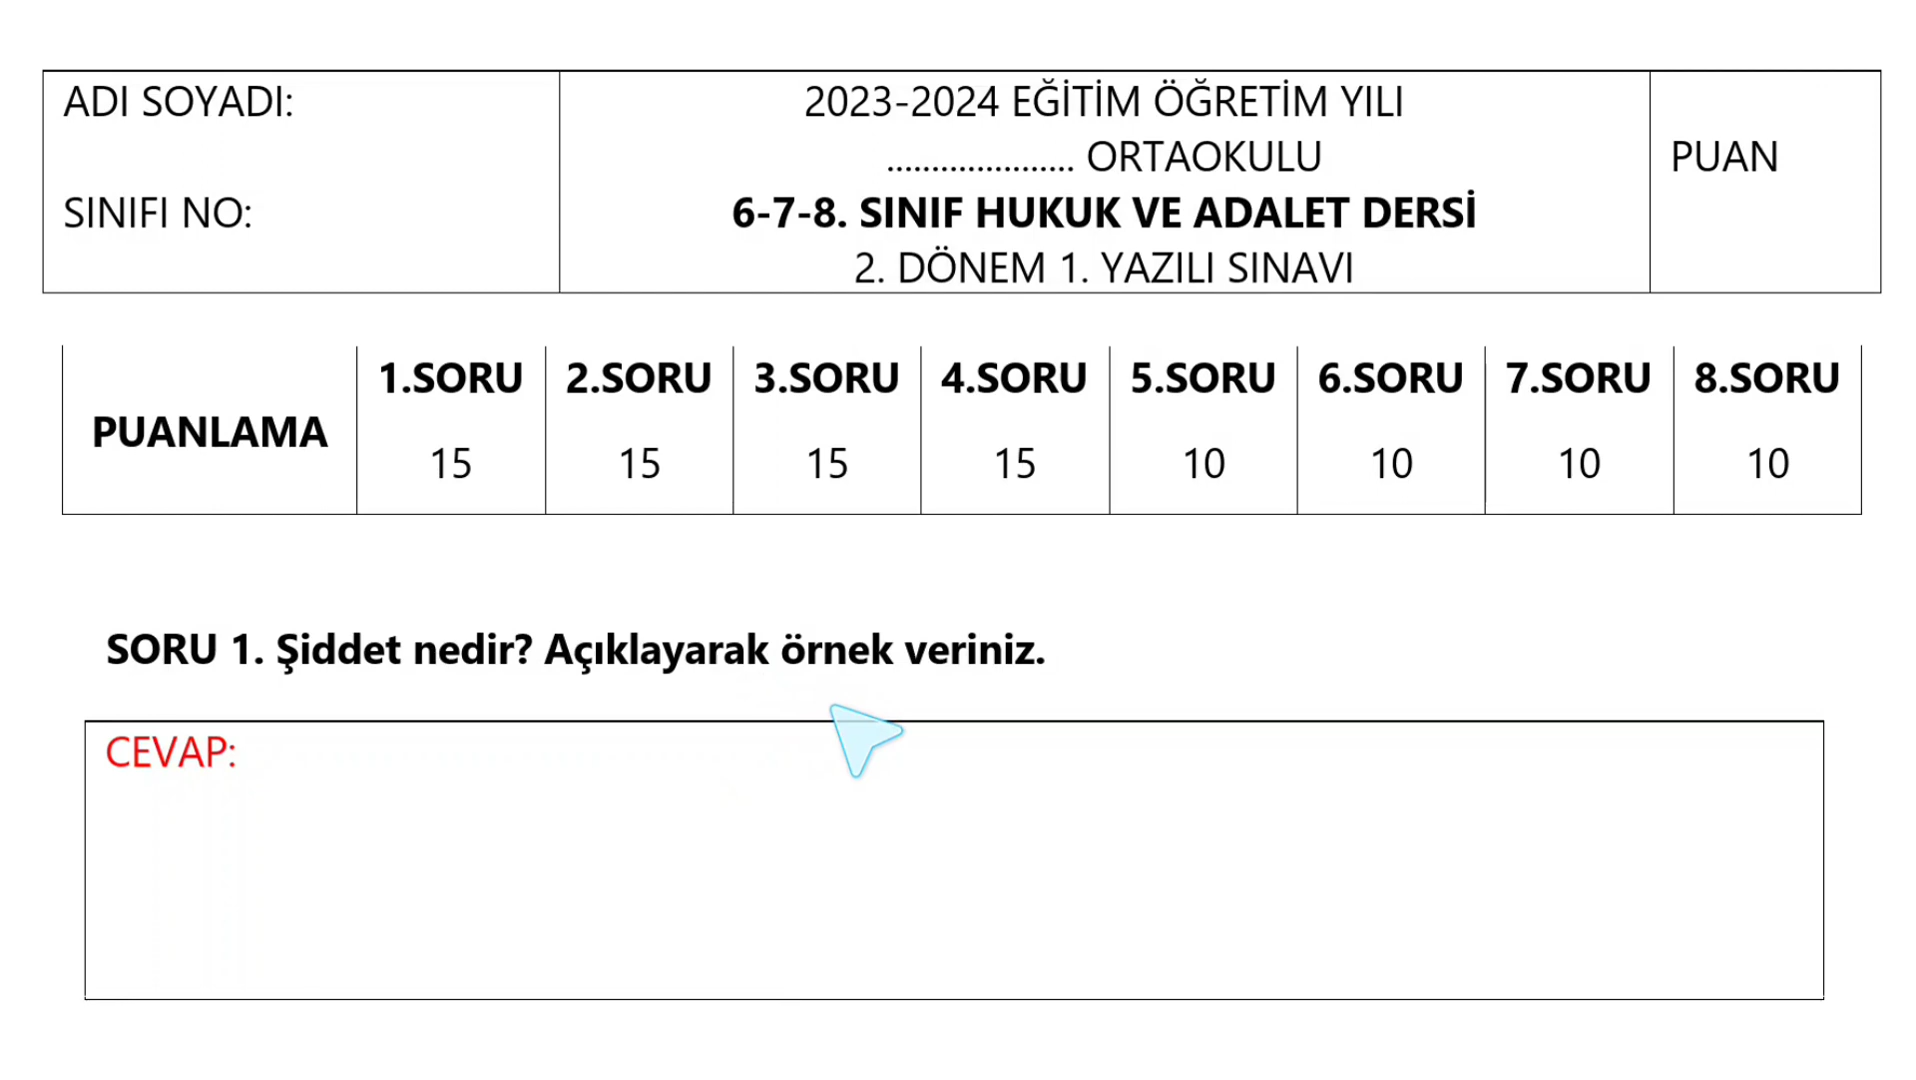 ADI SOYADI:
SINIFI NO:
2023-2024 EĞİTİM ÖĞRETİM YILI
..................... ORTAOKULU
6-7-8. SINIF HUKUK VE ADALET DERSİ
2. DÖNEM 1. YAZILI SINAVI
PUAN
PUANLAMA
1.SORU 2.SORU 3.SORU 4.SORU 5.SORU 6.SORU 7.SORU 8.SORU
15 15 15 15 10 10 10 10
SORU 1. Şiddet nedir? Açıklayarak örnek veriniz.
CEVAP: